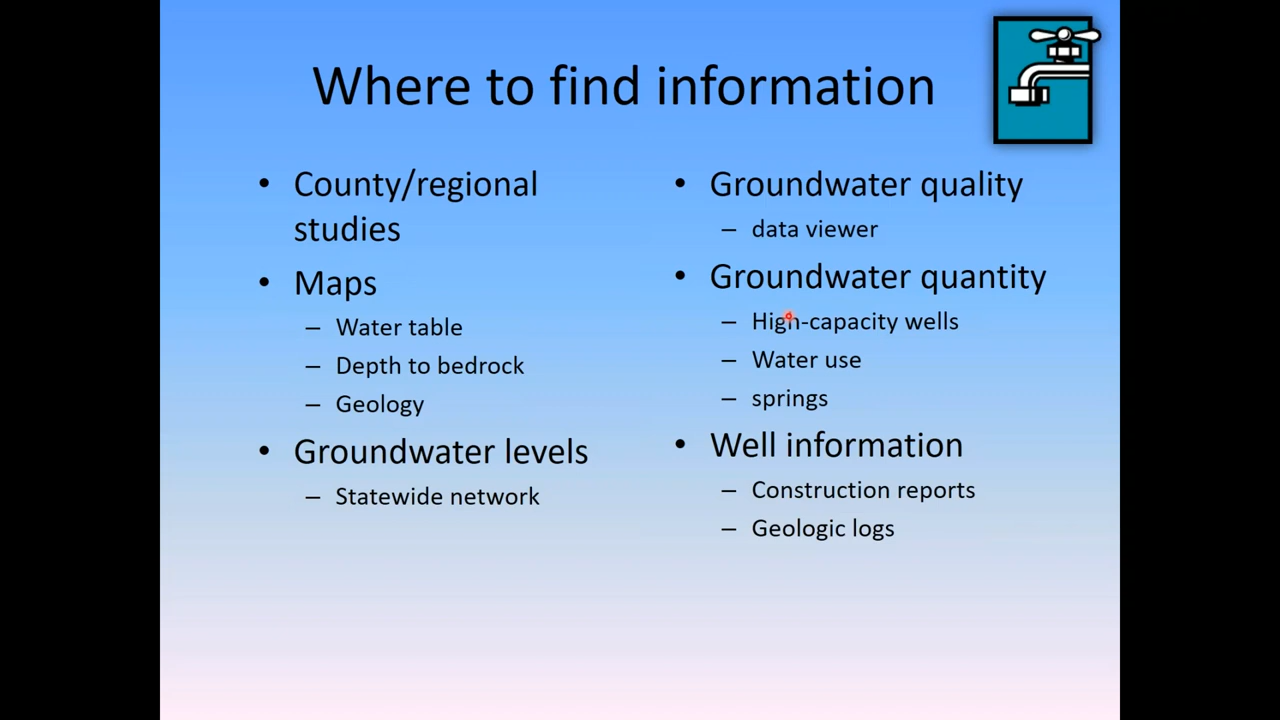 Where to find information
• County/regional
studies
• Maps
– Water table
– Depth to bedrock
– Geology
• Groundwater levels
– Statewide network
• Groundwater quality
– data viewer
• Groundwater quantity
– High-capacity wells
– Water use
– springs
• Well information
– Construction reports
– Geologic logs